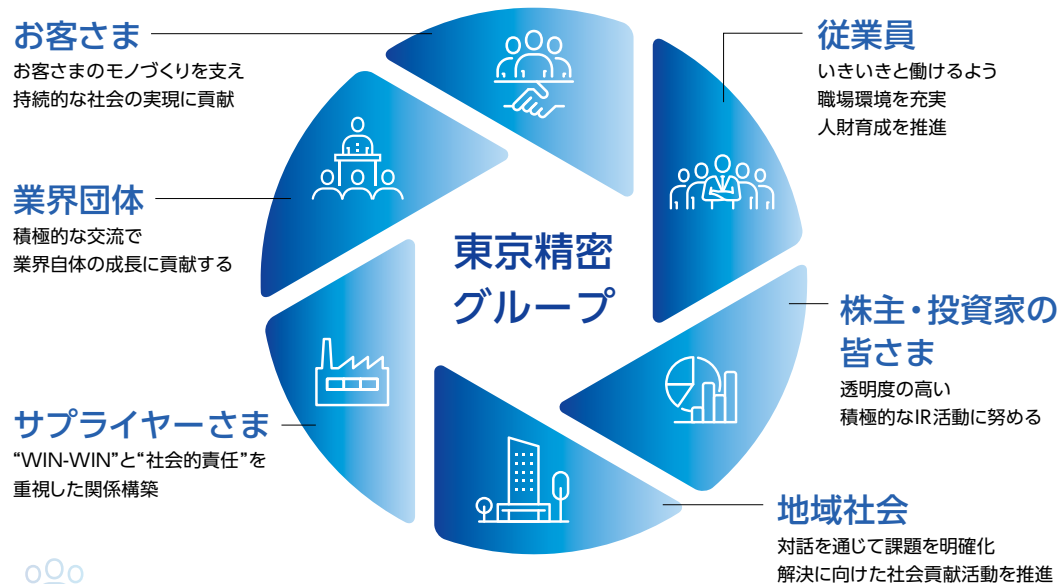 お客さま
お客さまのモノづくりを支え
持続的な社会の実現に貢献
従業員
いきいきと働けるよう
職場環境を充実
人財育成を推進
業界団体
積極的な交流で
業界自体の成長に貢献する
東京精密
グループ
株主・投資家の
皆さま
透明度の高い
積極的なIR活動に努める
サプライヤーさま
“WIN-WIN”と“社会的責任”を
重視した関係構築
地域社会
対話を通じて課題を明確化
解決に向けた社会貢献活動を推進